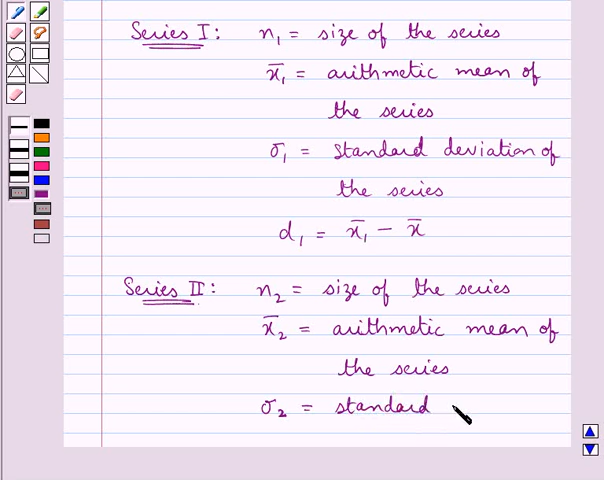 Series I: n₁ = size of the series
x̄₁ = arithmetic mean of
the series
σ₁ = standard deviation of
the series
d₁ = x̄₁ - x̄
Series II: n₂ = size of the series
x̄₂ = arithmetic mean of
the series
σ₂ = standard